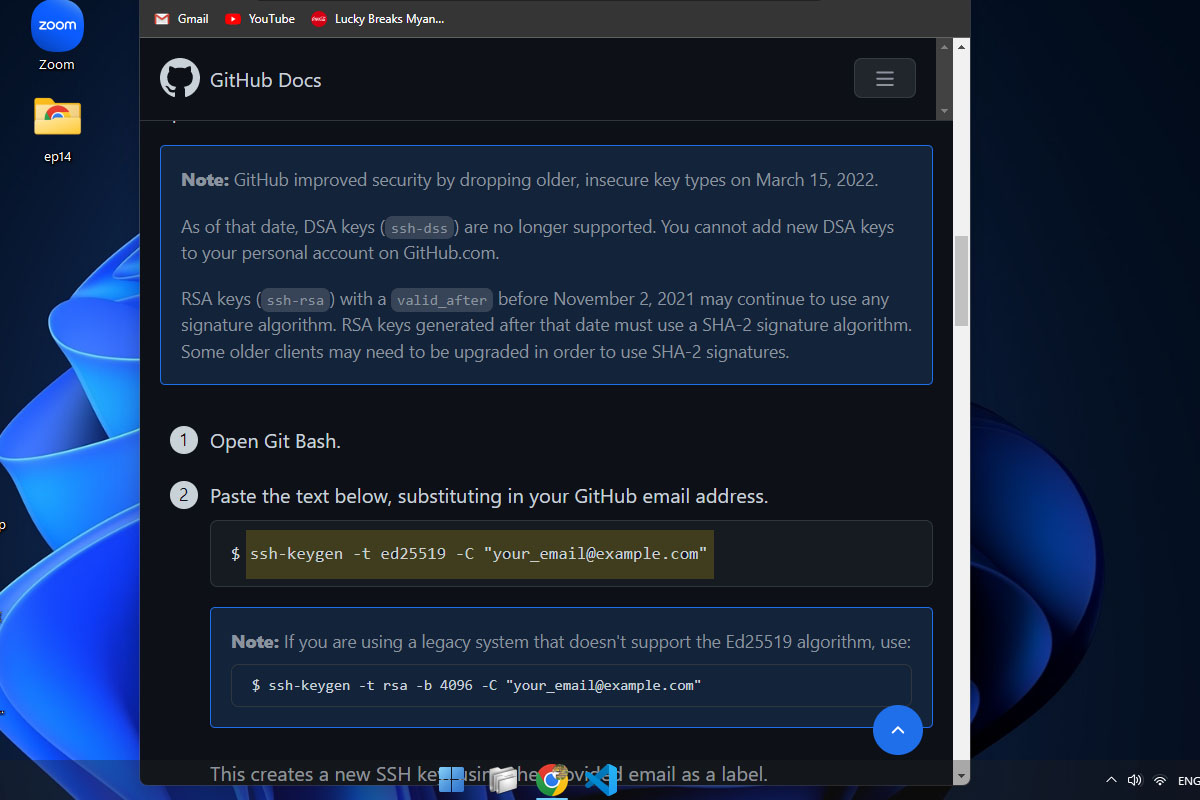 zoom
Zoom
ep14
p
Gmail
YouTube
Lucky Breaks Myan...
GitHub Docs
Note: GitHub improved security by dropping older, insecure key types on March 15, 2022.
As of that date, DSA keys (ssh-dss) are no longer supported. You cannot add new DSA keys
to your personal account on GitHub.com.
RSA keys (ssh-rsa) with a valid_after before November 2, 2021 may continue to use any
signature algorithm. RSA keys generated after that date must use a SHA-2 signature algorithm.
Some older clients may need to be upgraded in order to use SHA-2 signatures.
1 Open Git Bash.
2 Paste the text below, substituting in your GitHub email address.
$ ssh-keygen -t ed25519 -C "your_email@example.com"
Note: If you are using a legacy system that doesn't support the Ed25519 algorithm, use:
$ ssh-keygen -t rsa -b 4096 -C "your_email@example.com"
This creates a new SSH key using the provided email as a label.
ENG